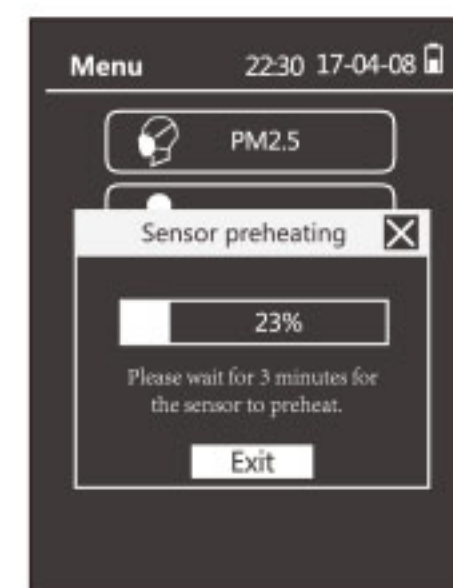 Menu 22:30 17-04-08
PM2.5
Sensor preheating
23%
Please wait for 3 minutes for
the sensor to preheat.
Exit